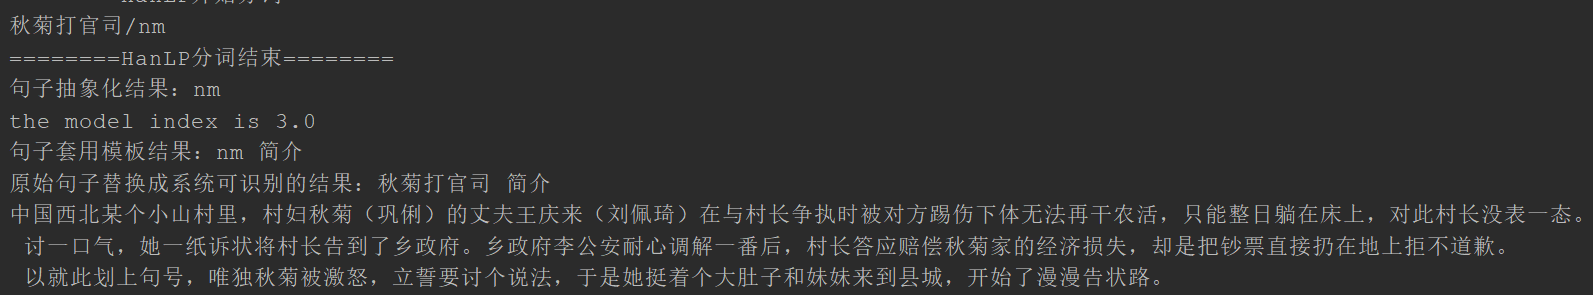 秋菊打官司/nm
========HanLP分词结束========
句子抽象化结果：nm
the model index is 3.0
句子套用模板结果：nm 简介
原始句子替换成系统可识别的结果：秋菊打官司 简介
中国西北某个小山村里，村妇秋菊（巩俐）的丈夫王庆来（刘佩琦）在与村长争执时被对方踢伤下体无法再干农活，只能整日躺在床上，对此村长没表一态。
讨一口气，她一纸诉状将村长告到了乡政府。乡政府李公安耐心调解一番后，村长答应赔偿秋菊家的经济损失，却是把钞票直接扔在地上拒不道歉。
以就此划上句号，唯独秋菊被激怒，立誓要讨个说法，于是她挺着个大肚子和妹妹来到县城，开始了漫漫告状路。